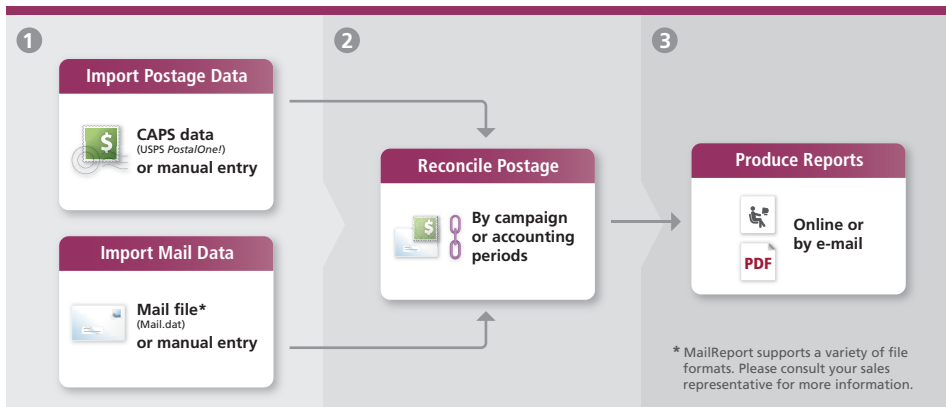 1
Import Postage Data
$
CAPS data
(USPS PostalOne!)
or manual entry
Import Mail Data
Mail file*
(Mail.dat)
or manual entry
2
Reconcile Postage
$
By campaign
or accounting
periods
3
Produce Reports
Online or
by e-mail
PDF
* MailReport supports a variety of file
formats. Please consult your sales
representative for more information.